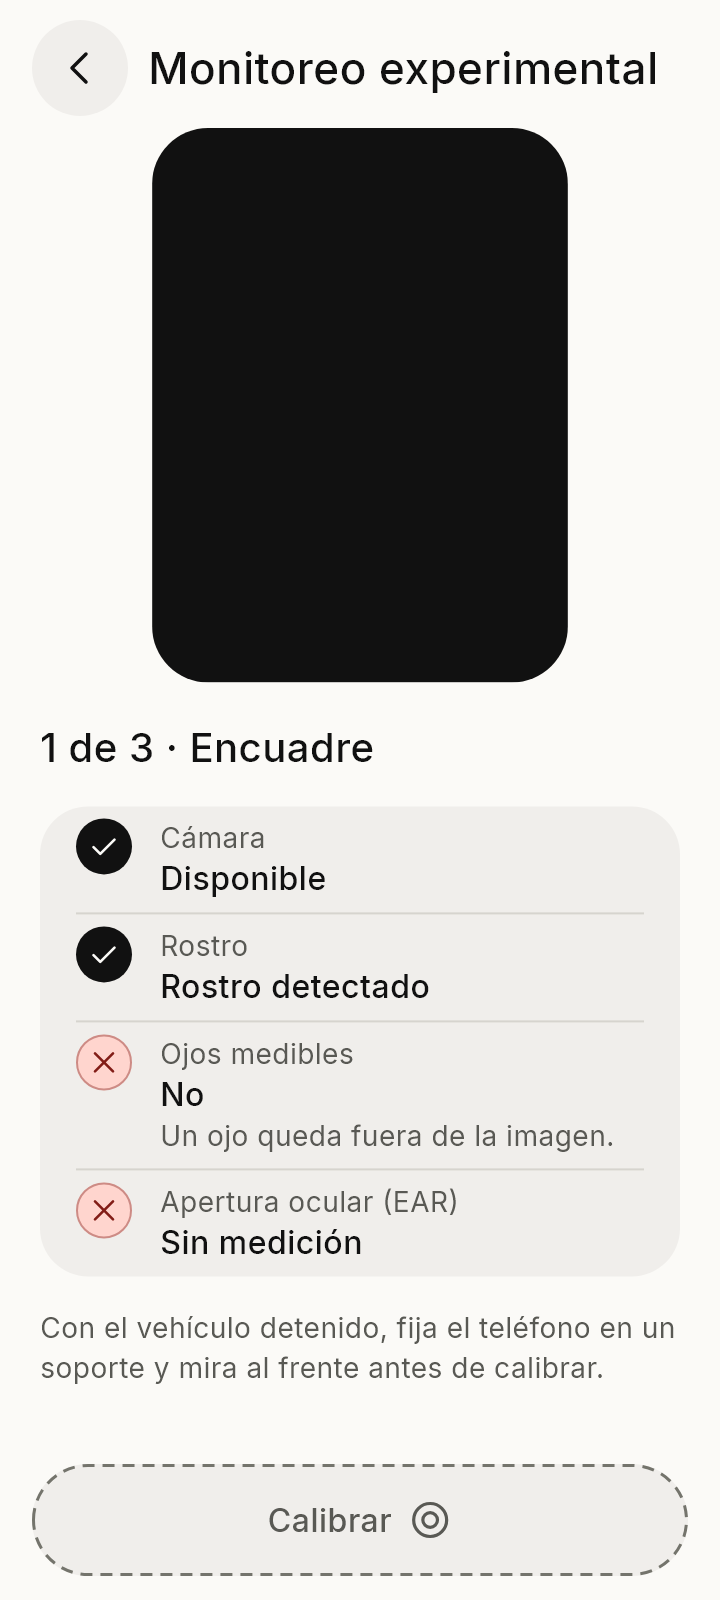 Monitoreo experimental
1 de 3 · Encuadre
Cámara
Disponible
Rostro
Rostro detectado
Ojos medibles
No
Un ojo queda fuera de la imagen.
Apertura ocular (EAR)
Sin medición
Con el vehículo detenido, fija el teléfono en un
soporte y mira al frente antes de calibrar.
Calibrar